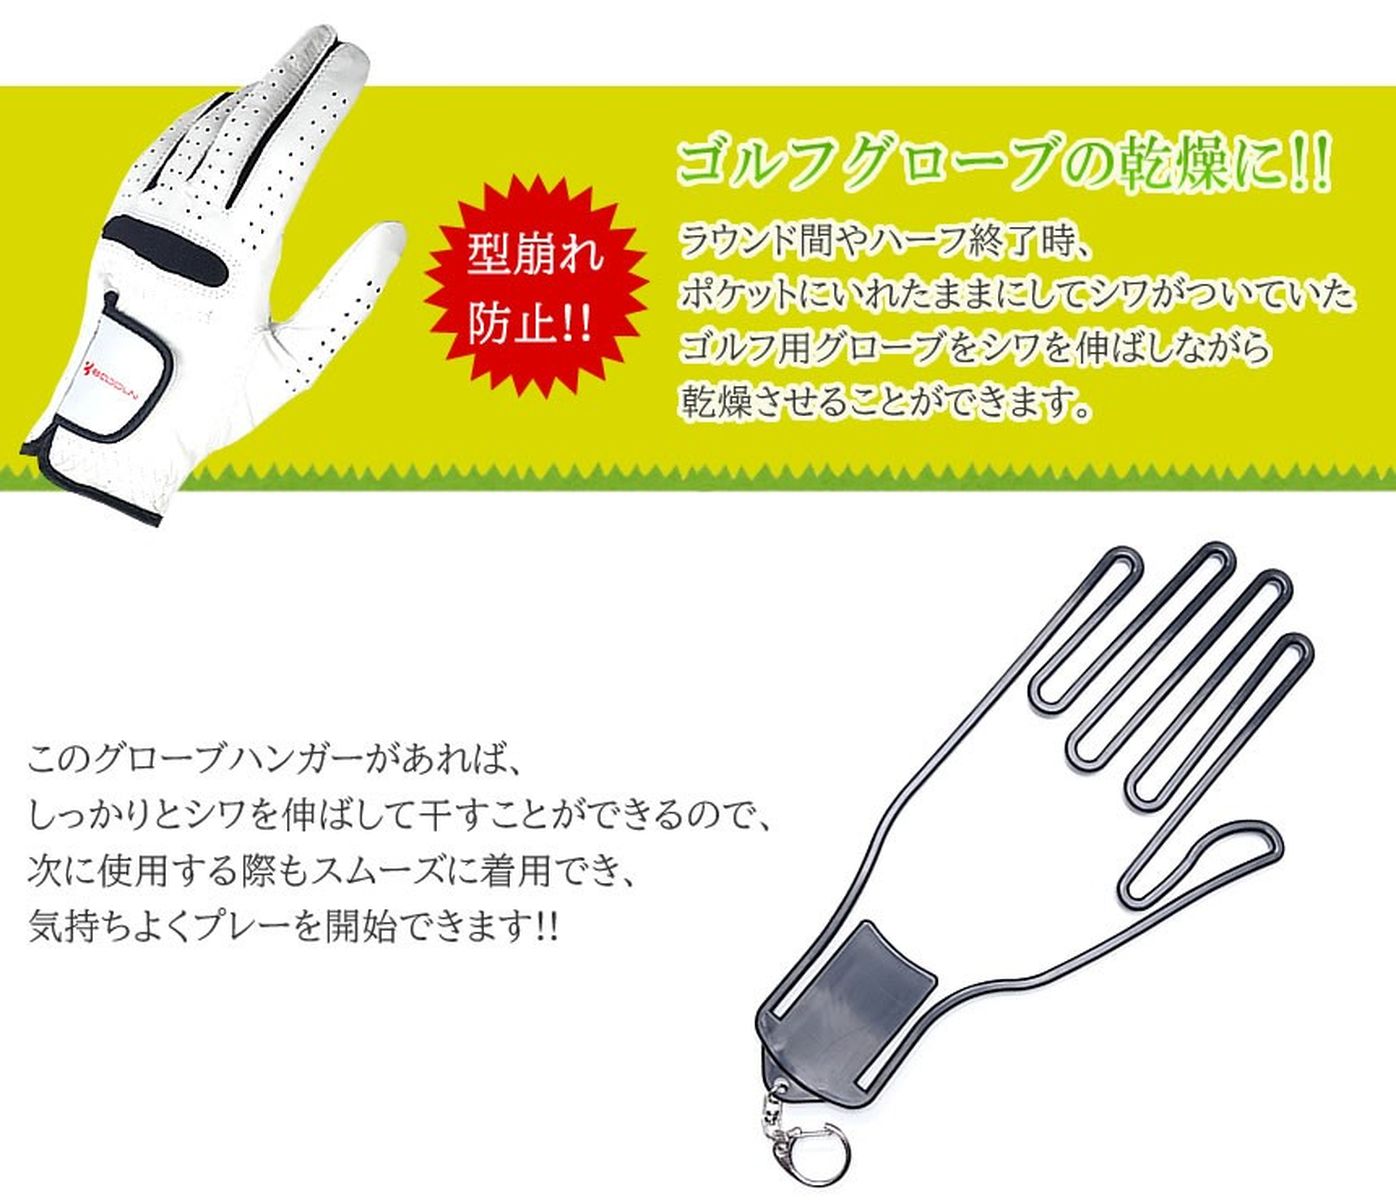 ゴルフグローブの乾燥に!!
型崩れ
防止!!
ラウンド間やハーフ終了時、
ポケットにいれたままにしてシワがついていた
ゴルフ用グローブをシワを伸ばしながら
乾燥させることができます。
このグローブハンガーがあれば、
しっかりとシワを伸ばして干すことができるので、
次に使用する際もスムーズに着用でき、
気持ちよくプレーを開始できます!!